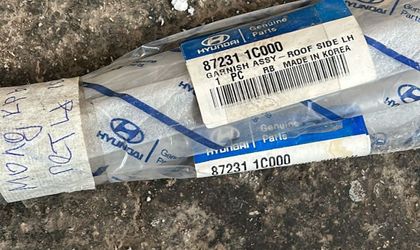 HYUNDAI Genuine Parts
87231 1C000
GARNISH ASSY - ROOF SIDE LH
1 PC RB MADE IN KOREA
HYUNDAI
HYUNDAI Genuine Parts
87231 1C000